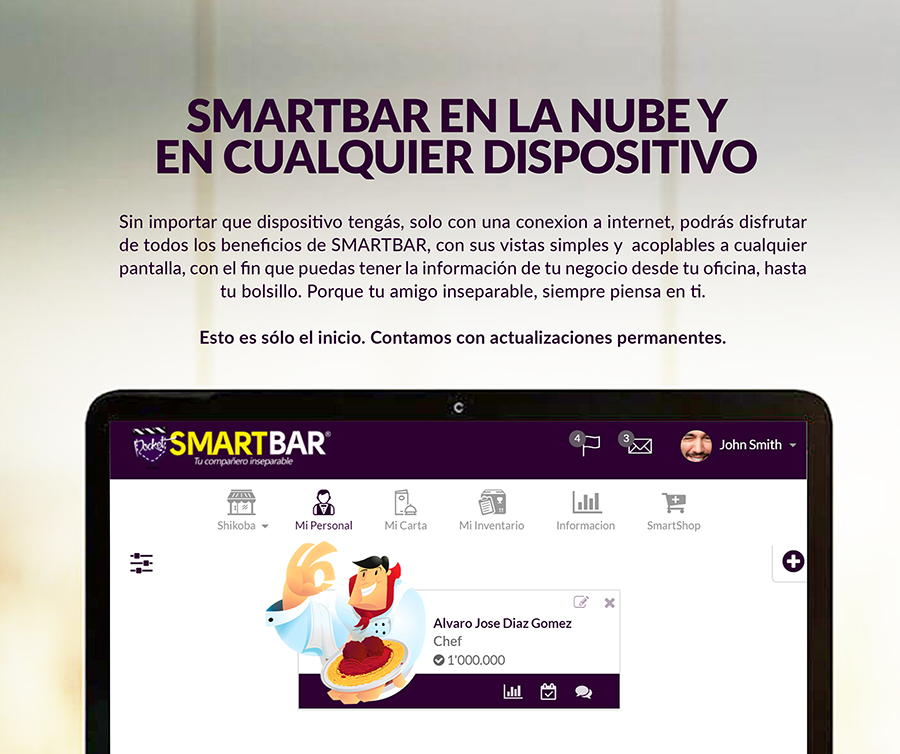 SMARTBAR EN LA NUBE Y
EN CUALQUIER DISPOSITIVO
Sin importar que dispositivo tengás, solo con una conexion a internet, podrás disfrutar
de todos los beneficios de SMARTBAR, con sus vistas simples y acoplables a cualquier
pantalla, con el fin que puedas tener la información de tu negocio desde tu oficina, hasta
tu bolsillo. Porque tu amigo inseparable, siempre piensa en ti.
Esto es sólo el inicio. Contamos con actualizaciones permanentes.
Pocket SMARTBAR®
Tu compañero inseparable
4
3
John Smith
Shikoba
Mi Personal
Mi Carta
Mi Inventario
Informacion
SmartShop
Alvaro Jose Diaz Gomez
Chef
1'000.000